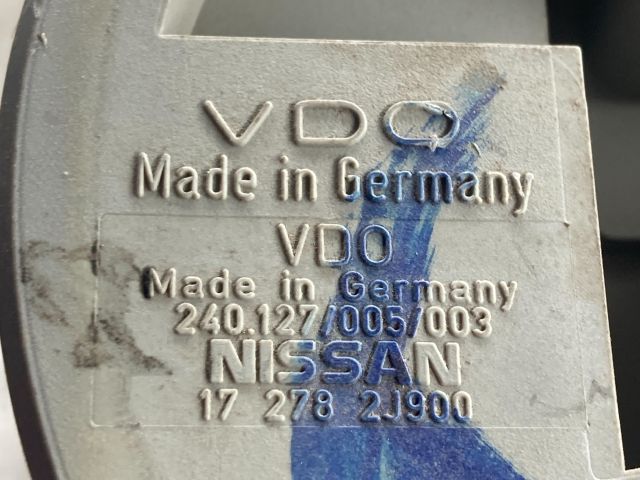 VDO
Made in Germany
VDO
Made in Germany
240.127/005/003
NISSAN
17 278 2J900